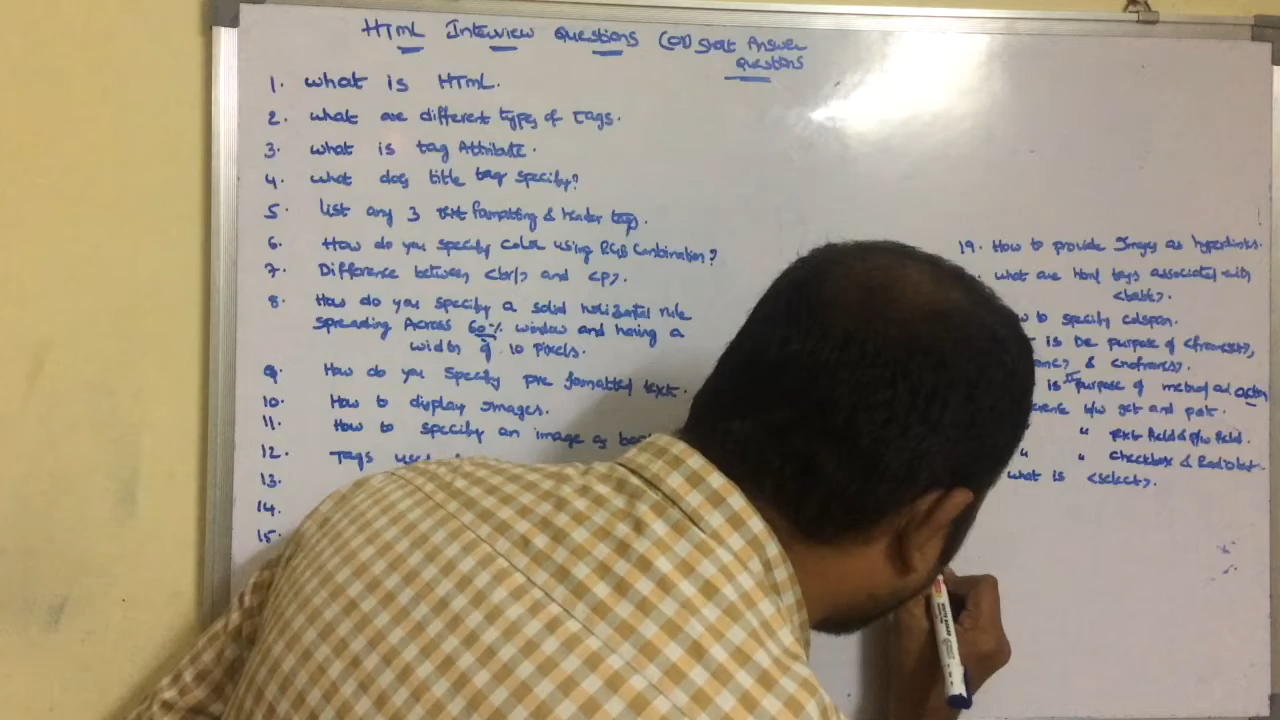 HTML Interview Questions (or) Short Answer
questions
1. what is HTML.
2. what are different types of Tags.
3. what is tag Attribute.
4. what does title tag specify?
5. list any 3 text formatting & header tags.
6. How do you specify color using RGB Combination?
7. Difference between <br/> and <p>.
8. How do you specify a solid horizontal rule
spreading Across 60% window and having a
width of 10 pixels.
9. How do you specify pre formatted text.
10. How to display Images.
11. How to specify an image as
12. Tags
13.
14.
15.
19. How to provide Images as hyperlinks.
what are html tags associated with
<table>.
to specify colspan.
is the purpose of <frameset>,
& <noframes>.
is purpose of method and action
b/w get and post.
" text field & p/w field.
" " checkbox & Radiobut-
what is <select>.